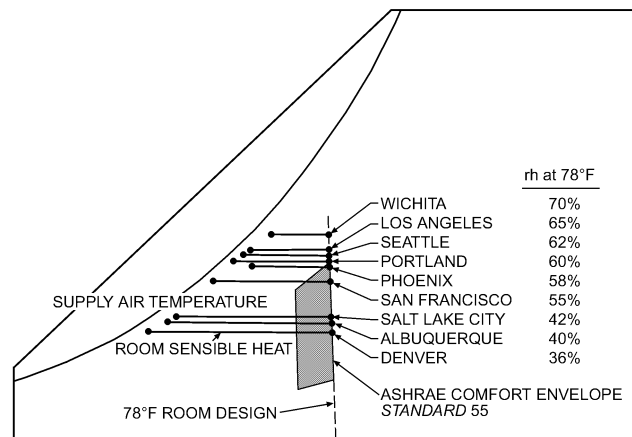 rh at 78°F
WICHITA 70%
LOS ANGELES 65%
SEATTLE 62%
PORTLAND 60%
PHOENIX 58%
SUPPLY AIR TEMPERATURE
SAN FRANCISCO 55%
SALT LAKE CITY 42%
ALBUQUERQUE 40%
ROOM SENSIBLE HEAT
DENVER 36%
ASHRAE COMFORT ENVELOPE
STANDARD 55
78°F ROOM DESIGN